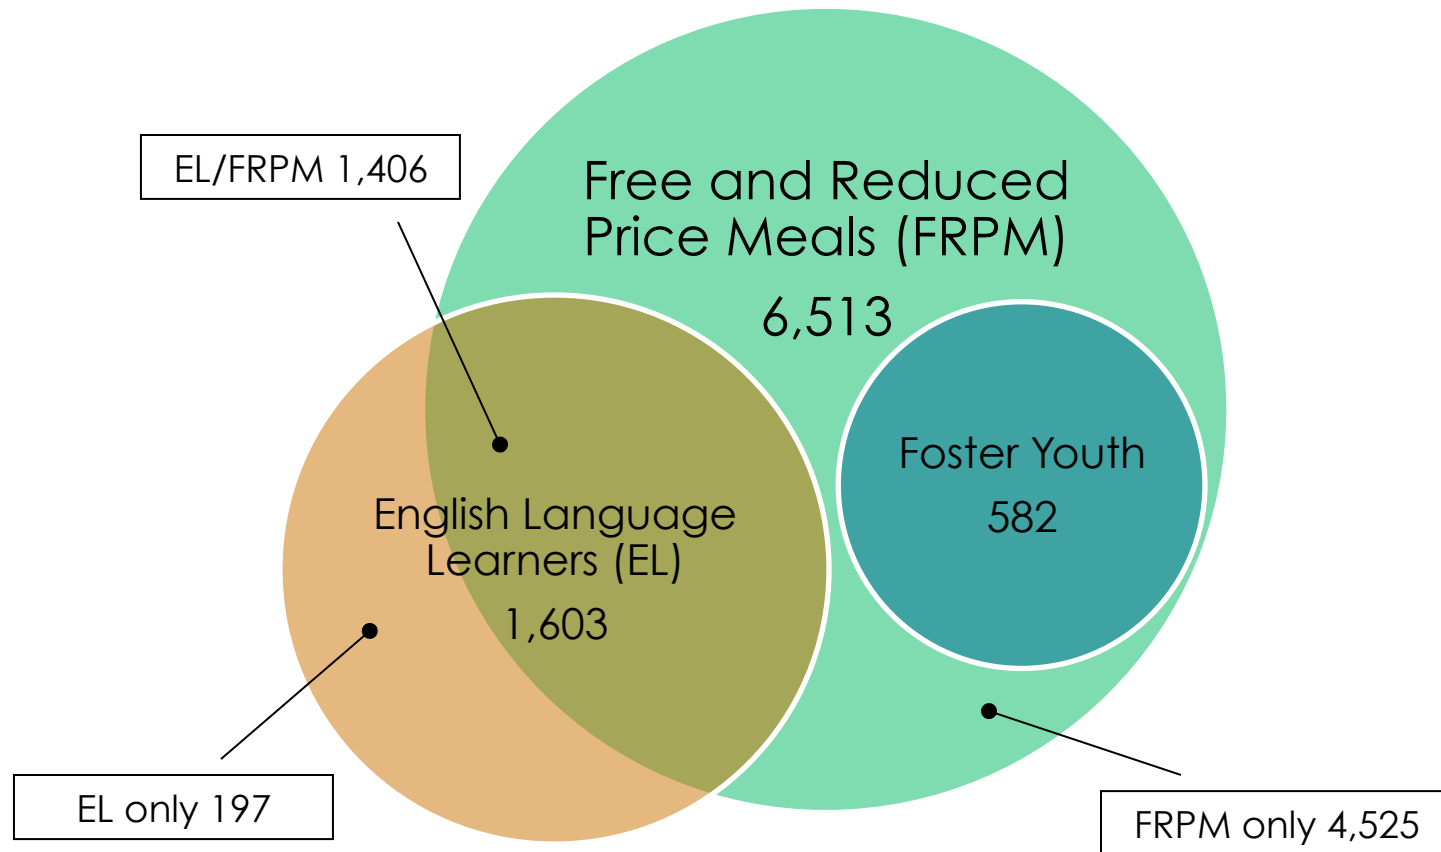 EL/FRPM 1,406
Free and Reduced
Price Meals (FRPM)
6,513
Foster Youth
582
English Language
Learners (EL)
1,603
EL only 197
FRPM only 4,525